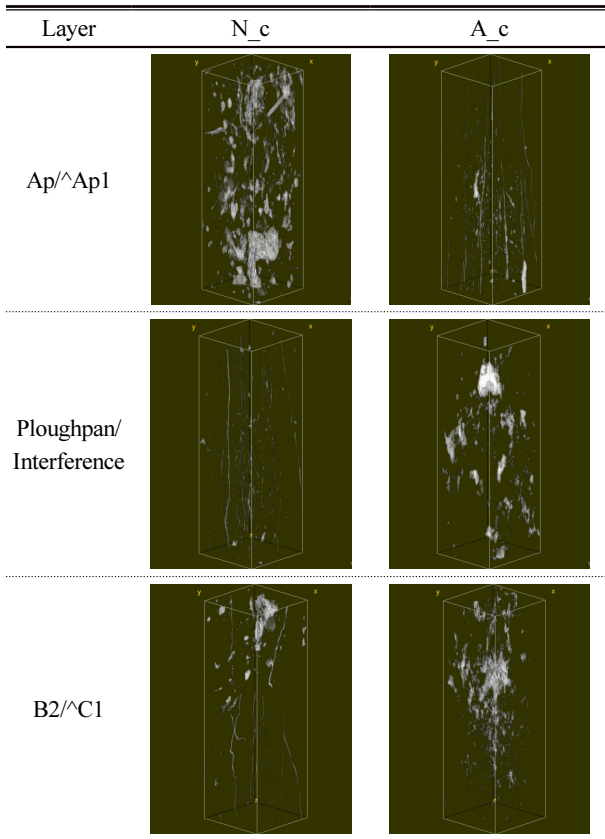 Layer N_c A_c
y x
y x
Ap/^Ap1
y x
y x
Ploughpan/
Interference
z
y x
y x
B2/^C1
z
z